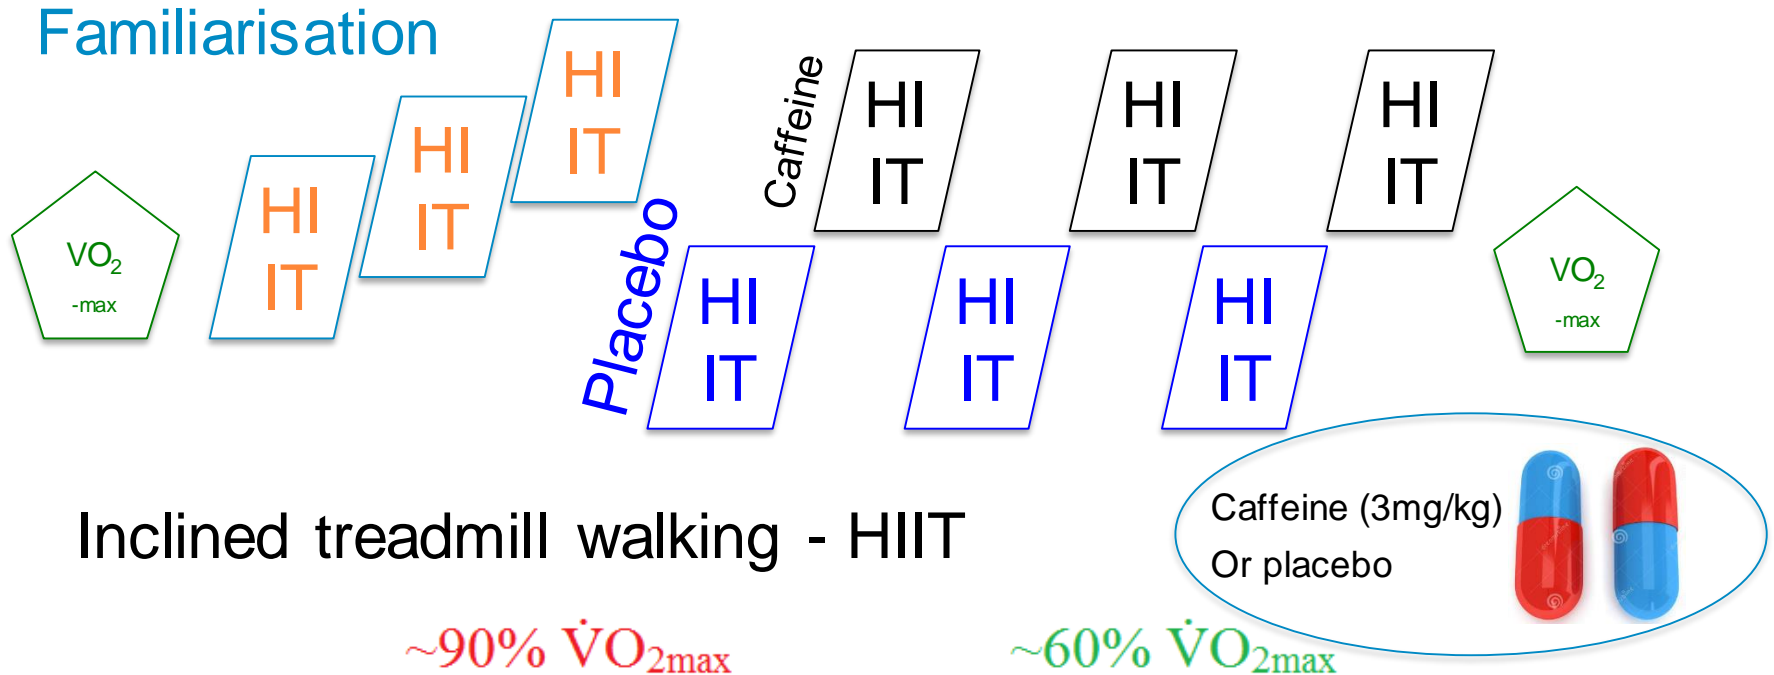 Familiarisation
VO2
-max
HI
IT
HI
IT
HI
IT
Placebo
HI
IT
HI
IT
HI
IT
Caffeine
HI
IT
HI
IT
HI
IT
VO2
-max
Inclined treadmill walking - HIIT
Caffeine (3mg/kg)
Or placebo
~90% V̇O2max
~60% V̇O2max